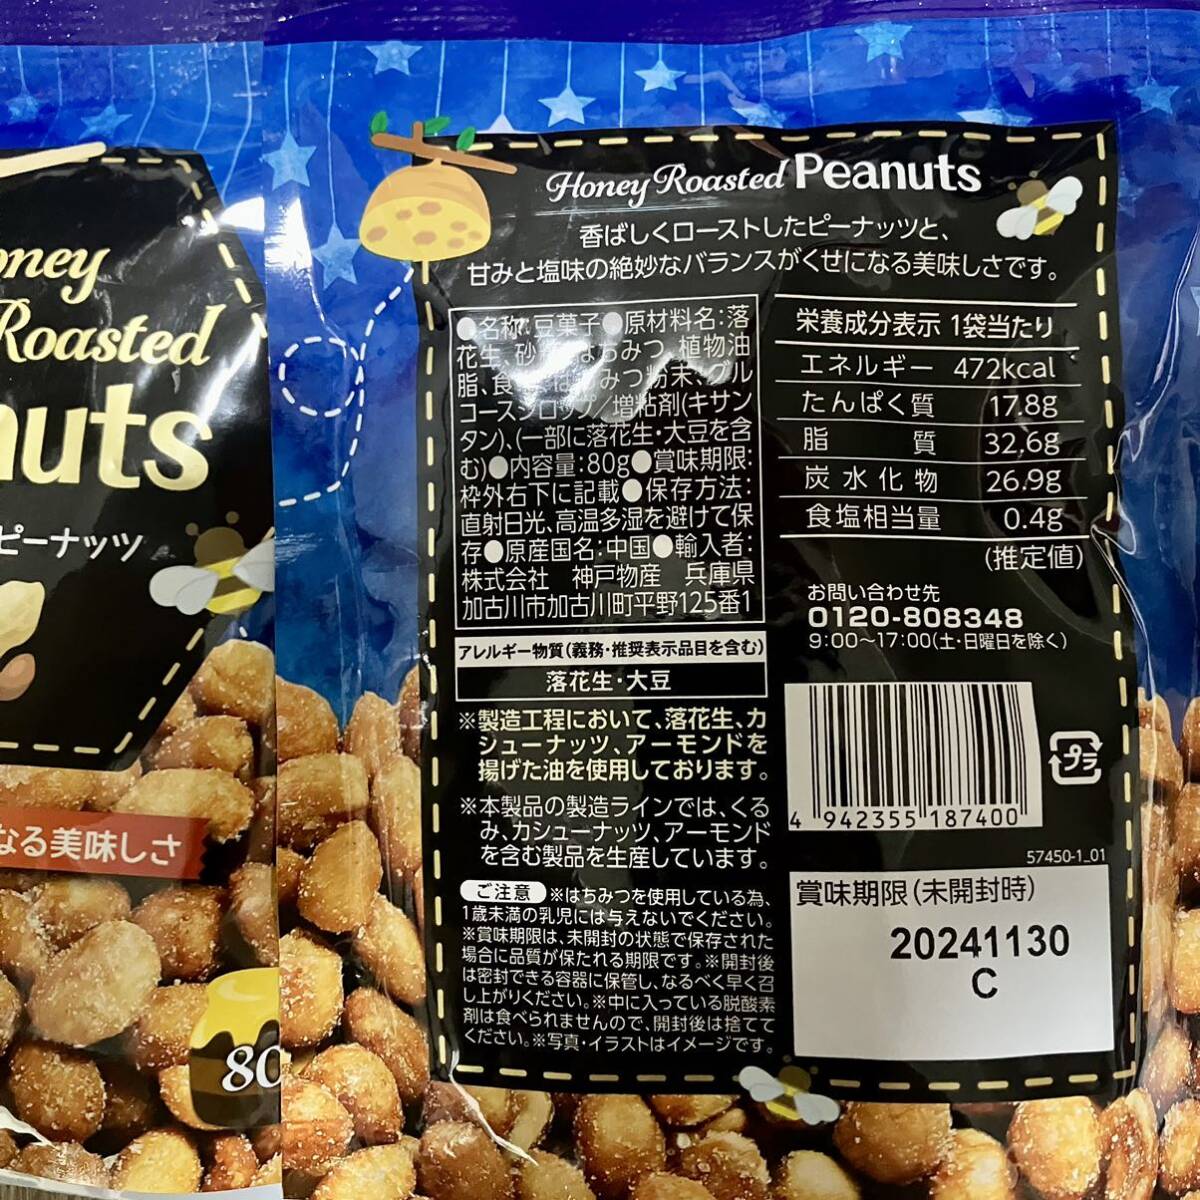 oney
Roasted
nuts
ピーナッツ
なる美味しさ
80
Honey Roasted Peanuts
香ばしくローストしたピーナッツと、
甘みと塩味の絶妙なバランスがくせになる美味しさです。
●名称:豆菓子●原材料名:落
花生、砂糖、はちみつ、植物油
脂、食塩、はちみつ粉末、グル
コースシロップ／増粘剤(キサン
タン)、(一部に落花生・大豆を含
む)●内容量:80g●賞味期限:
枠外右下に記載●保存方法:
直射日光、高温多湿を避けて保
存●原産国名:中国●輸入者:
株式会社 神戸物産 兵庫県
加古川市加古川町平野125番1
アレルギー物質(義務・推奨表示品目を含む)
落花生・大豆
※製造工程において、落花生、カ
シューナッツ、アーモンドを
揚げた油を使用しております。
※本製品の製造ラインでは、くる
み、カシューナッツ、アーモンド
を含む製品を生産しています。
ご注意 ※はちみつを使用している為、
1歳未満の乳児には与えないでください。
※賞味期限は、未開封の状態で保存された
場合に品質が保たれる期限です。※開封後
は密封できる容器に保管し、なるべく早く召
し上がりください。※中に入っている脱酸素
剤は食べられませんので、開封後は捨てて
ください。※写真・イラストはイメージです。
栄養成分表示 1袋当たり
エネルギー 472kcal
たんぱく質 17.8g
脂質 32.6g
炭水化物 26.9g
食塩相当量 0.4g
(推定値)
お問い合わせ先
0120-808348
9:00〜17:00(土・日曜日を除く)
4 942355 187400
プラ
57450-1_01
賞味期限(未開封時)
20241130
C